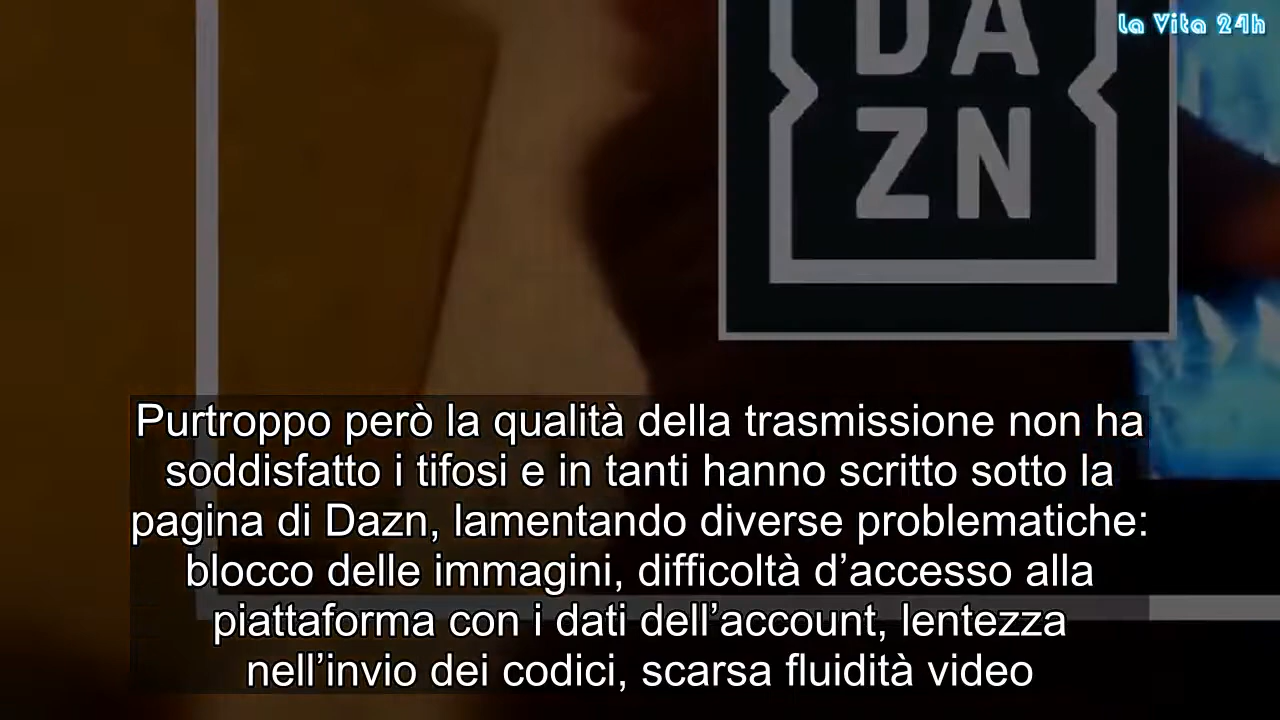 La Vita 24h
DA
ZN
Purtroppo però la qualità della trasmissione non ha
soddisfatto i tifosi e in tanti hanno scritto sotto la
pagina di Dazn, lamentando diverse problematiche:
blocco delle immagini, difficoltà d’accesso alla
piattaforma con i dati dell’account, lentezza
nell’invio dei codici, scarsa fluidità video